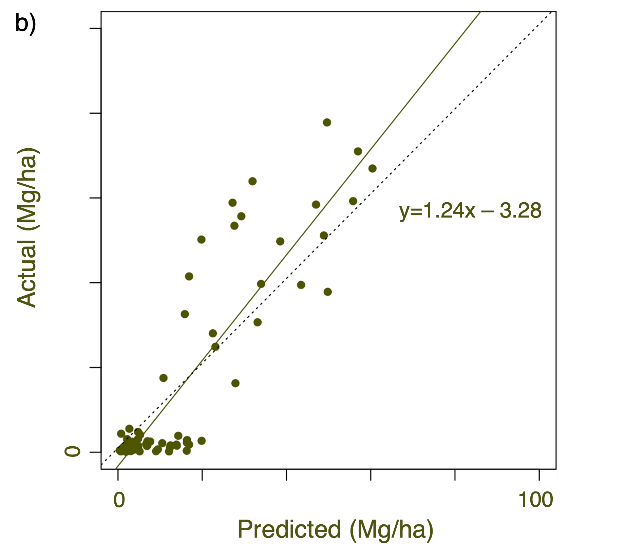 b)
y=1.24x − 3.28
Actual (Mg/ha)
0
0
100
Predicted (Mg/ha)